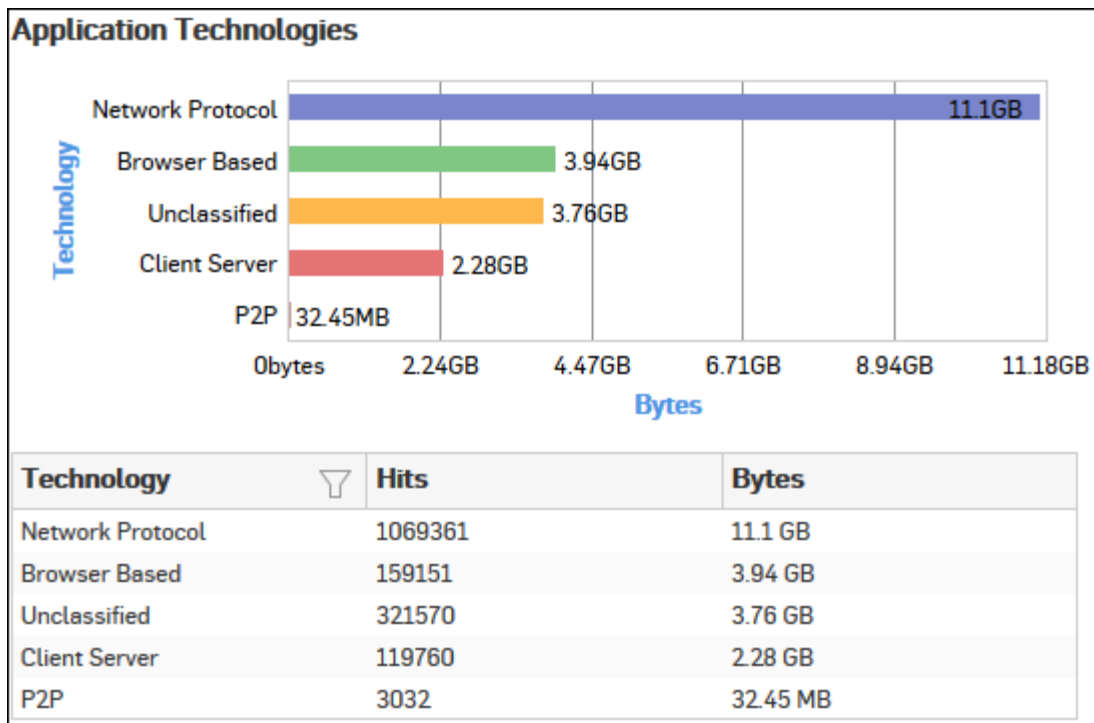 Application Technologies
Technology
Network Protocol 11.1GB
Browser Based 3.94GB
Unclassified 3.76GB
Client Server 2.28GB
P2P 32.45MB
0bytes 2.24GB 4.47GB 6.71GB 8.94GB 11.18GB
Bytes
Technology Hits Bytes
Network Protocol 1069361 11.1 GB
Browser Based 159151 3.94 GB
Unclassified 321570 3.76 GB
Client Server 119760 2.28 GB
P2P 3032 32.45 MB